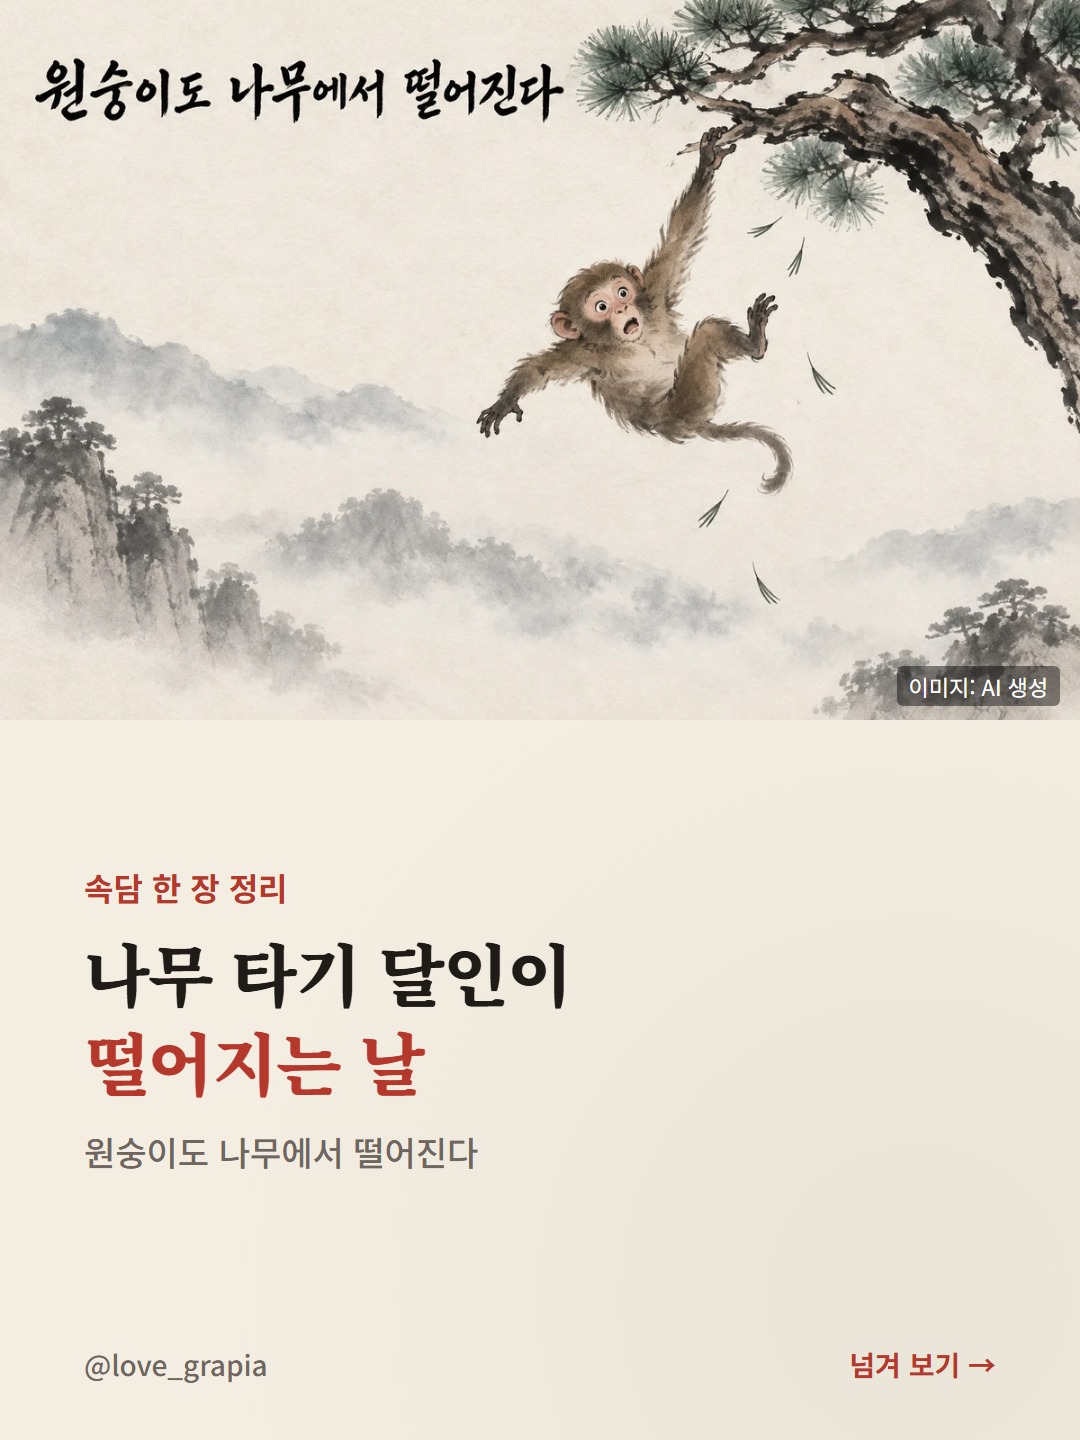 원숭이도 나무에서 떨어진다
이미지: AI 생성
속담 한 장 정리
나무 타기 달인이
떨어지는 날
원숭이도 나무에서 떨어진다
@love_grapia
넘겨 보기 →